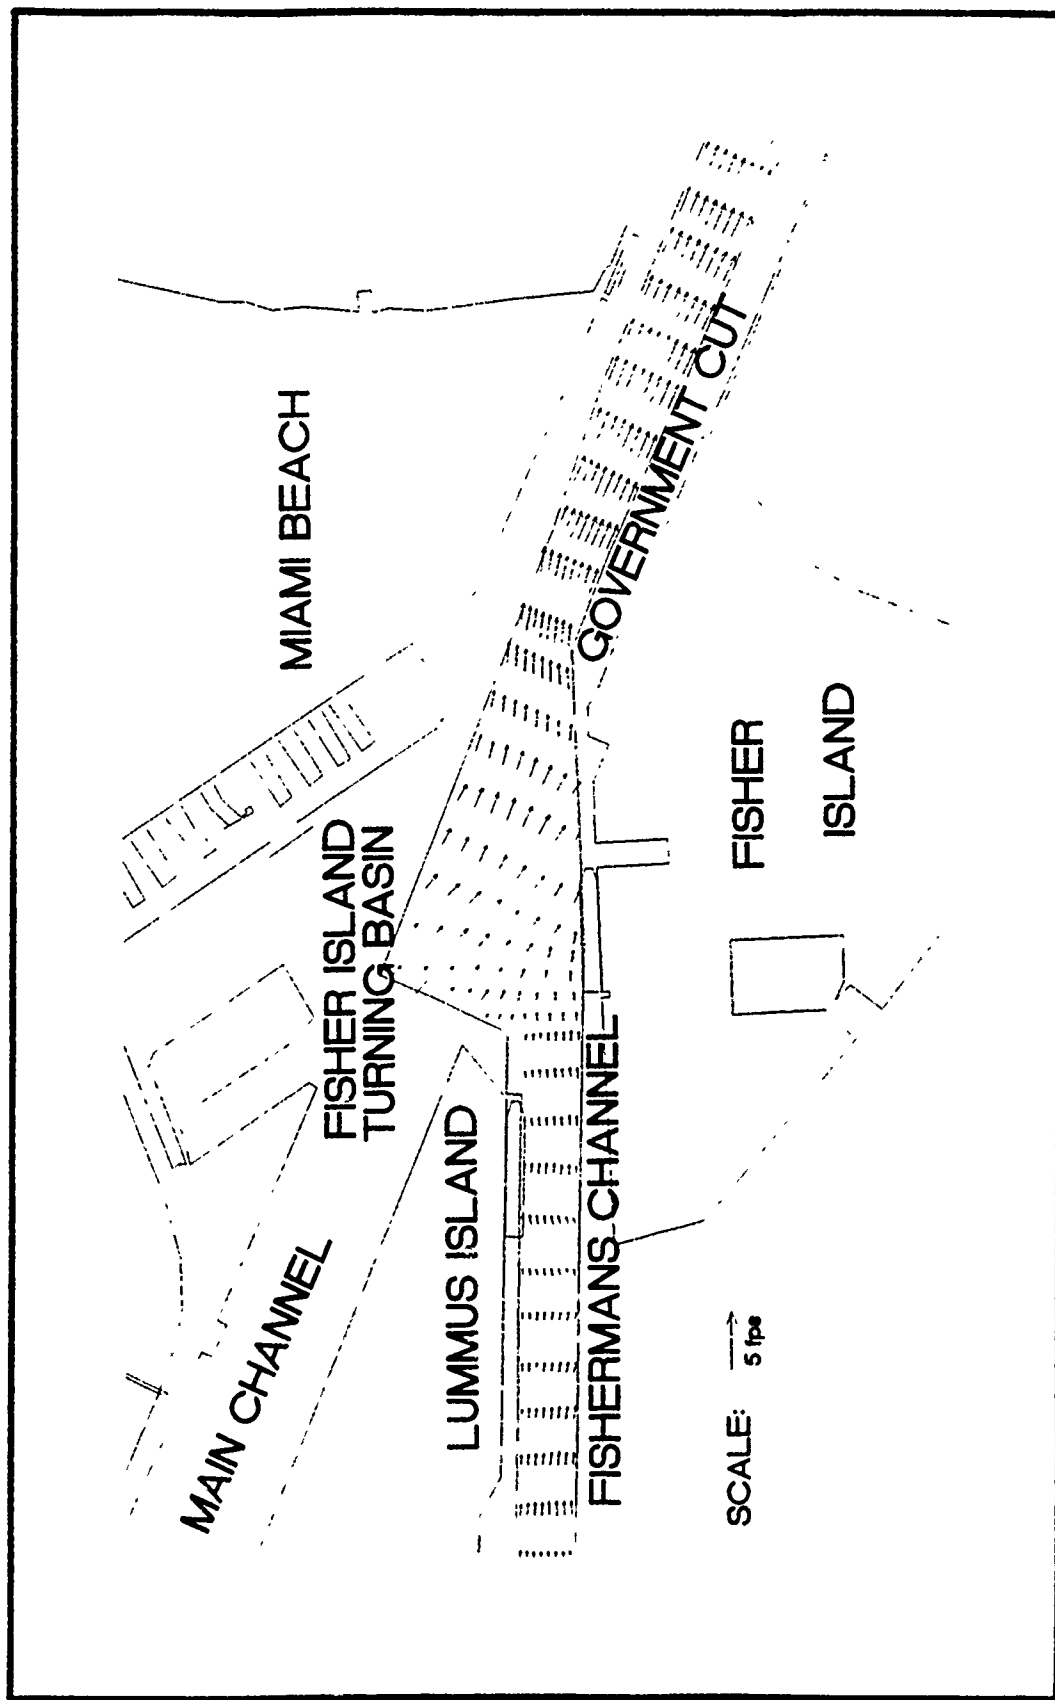 MIAMI BEACH
FISHER ISLAND
TURNING BASIN
MAIN CHANNEL
LUMMUS ISLAND
FISHERMANS CHANNEL
GOVERNMENT CUT
FISHER
ISLAND
SCALE:
5 fps